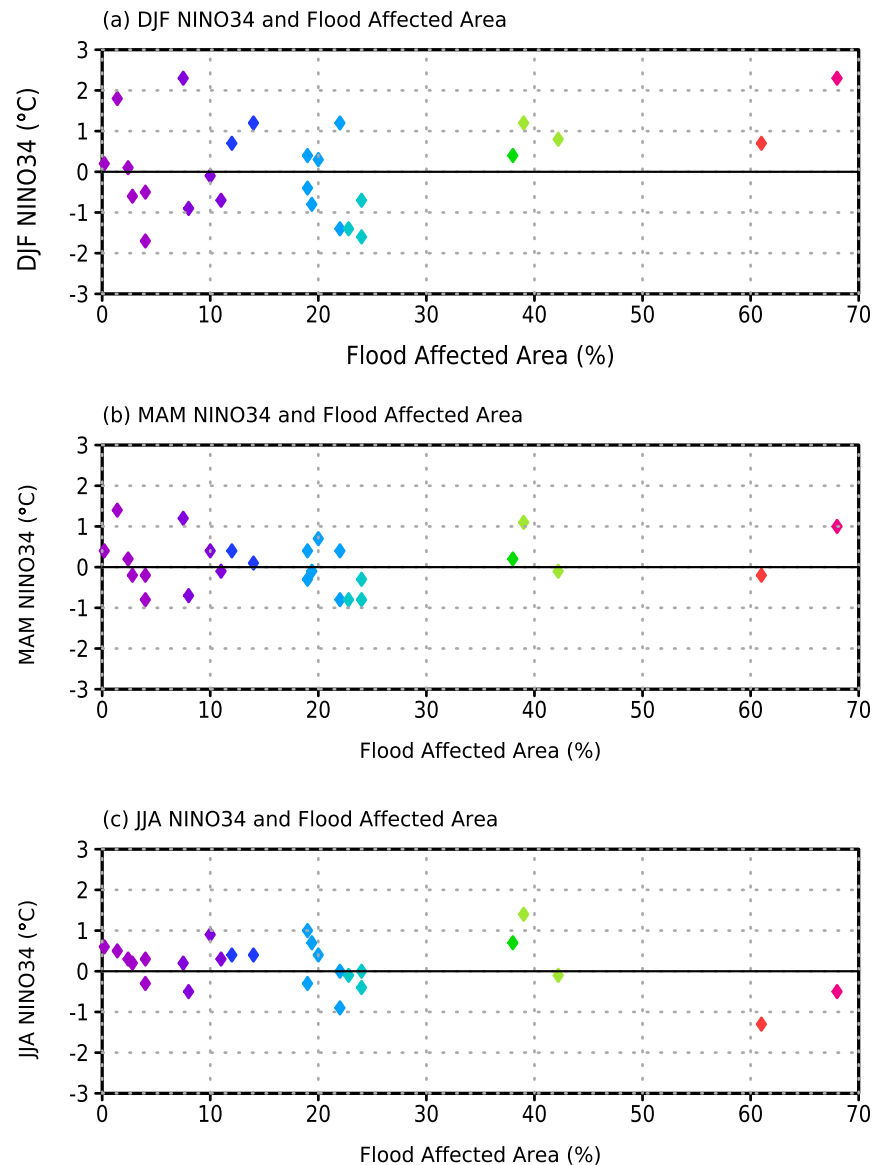 (a) DJF NINO34 and Flood Affected Area
3
2
1
0
-1
-2
-3
DJF NINO34 (°C)
0 10 20 30 40 50 60 70
Flood Affected Area (%)
(b) MAM NINO34 and Flood Affected Area
3
2
1
0
-1
-2
-3
MAM NINO34 (°C)
0 10 20 30 40 50 60 70
Flood Affected Area (%)
(c) JJA NINO34 and Flood Affected Area
3
2
1
0
-1
-2
-3
JJA NINO34 (°C)
0 10 20 30 40 50 60 70
Flood Affected Area (%)